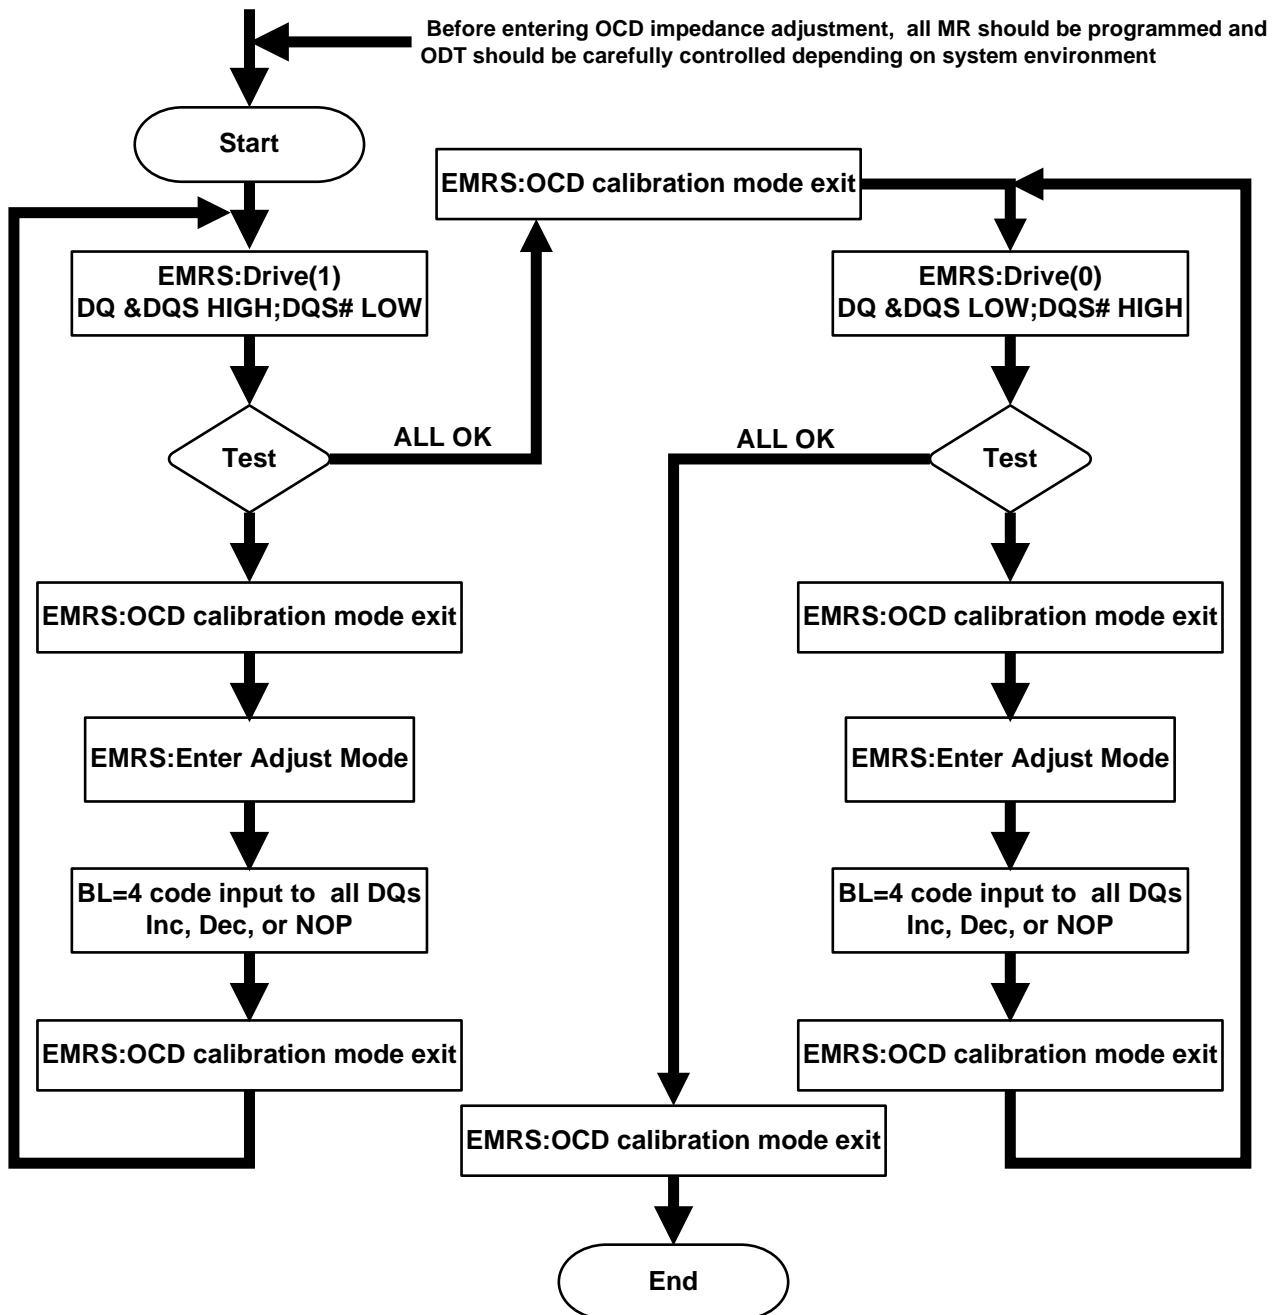 Before entering OCD impedance adjustment, all MR should be programmed and
ODT should be carefully controlled depending on system environment
Start
EMRS:OCD calibration mode exit
EMRS:Drive(1)
DQ &DQS HIGH;DQS# LOW
EMRS:Drive(0)
DQ &DQS LOW;DQS# HIGH
ALL OK
Test
ALL OK
Test
EMRS:OCD calibration mode exit
EMRS:OCD calibration mode exit
EMRS:Enter Adjust Mode
EMRS:Enter Adjust Mode
BL=4 code input to all DQs
Inc, Dec, or NOP
BL=4 code input to all DQs
Inc, Dec, or NOP
EMRS:OCD calibration mode exit
EMRS:OCD calibration mode exit
EMRS:OCD calibration mode exit
End